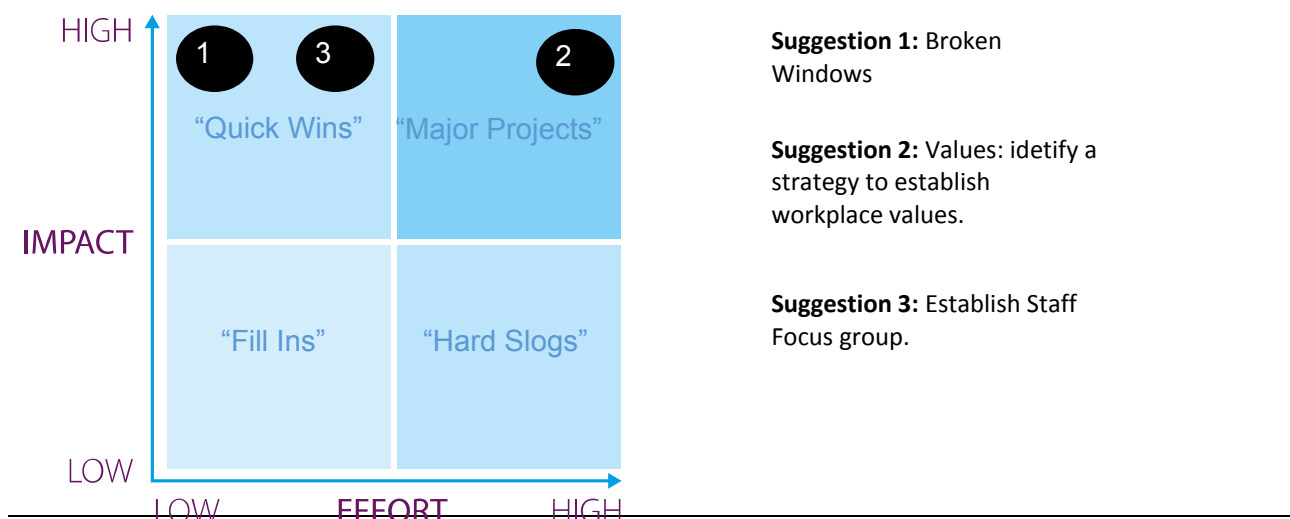 HIGH
1
3
2
Suggestion 1: Broken
Windows
“Quick Wins”
“Major Projects”
Suggestion 2: Values: idetify a
strategy to establish
workplace values.
IMPACT
Suggestion 3: Establish Staff
Focus group.
“Fill Ins”
“Hard Slogs”
LOW
LOW
EFFORT
HIGH